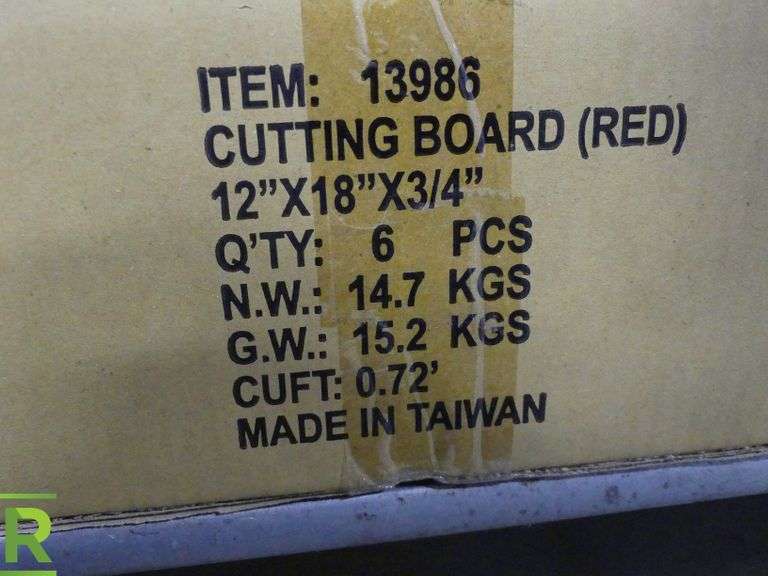 ITEM: 13986
CUTTING BOARD (RED)
12”X18”X3/4”
Q’TY: 6 PCS
N.W.: 14.7 KGS
G.W.: 15.2 KGS
CUFT: 0.72’
MADE IN TAIWAN
R